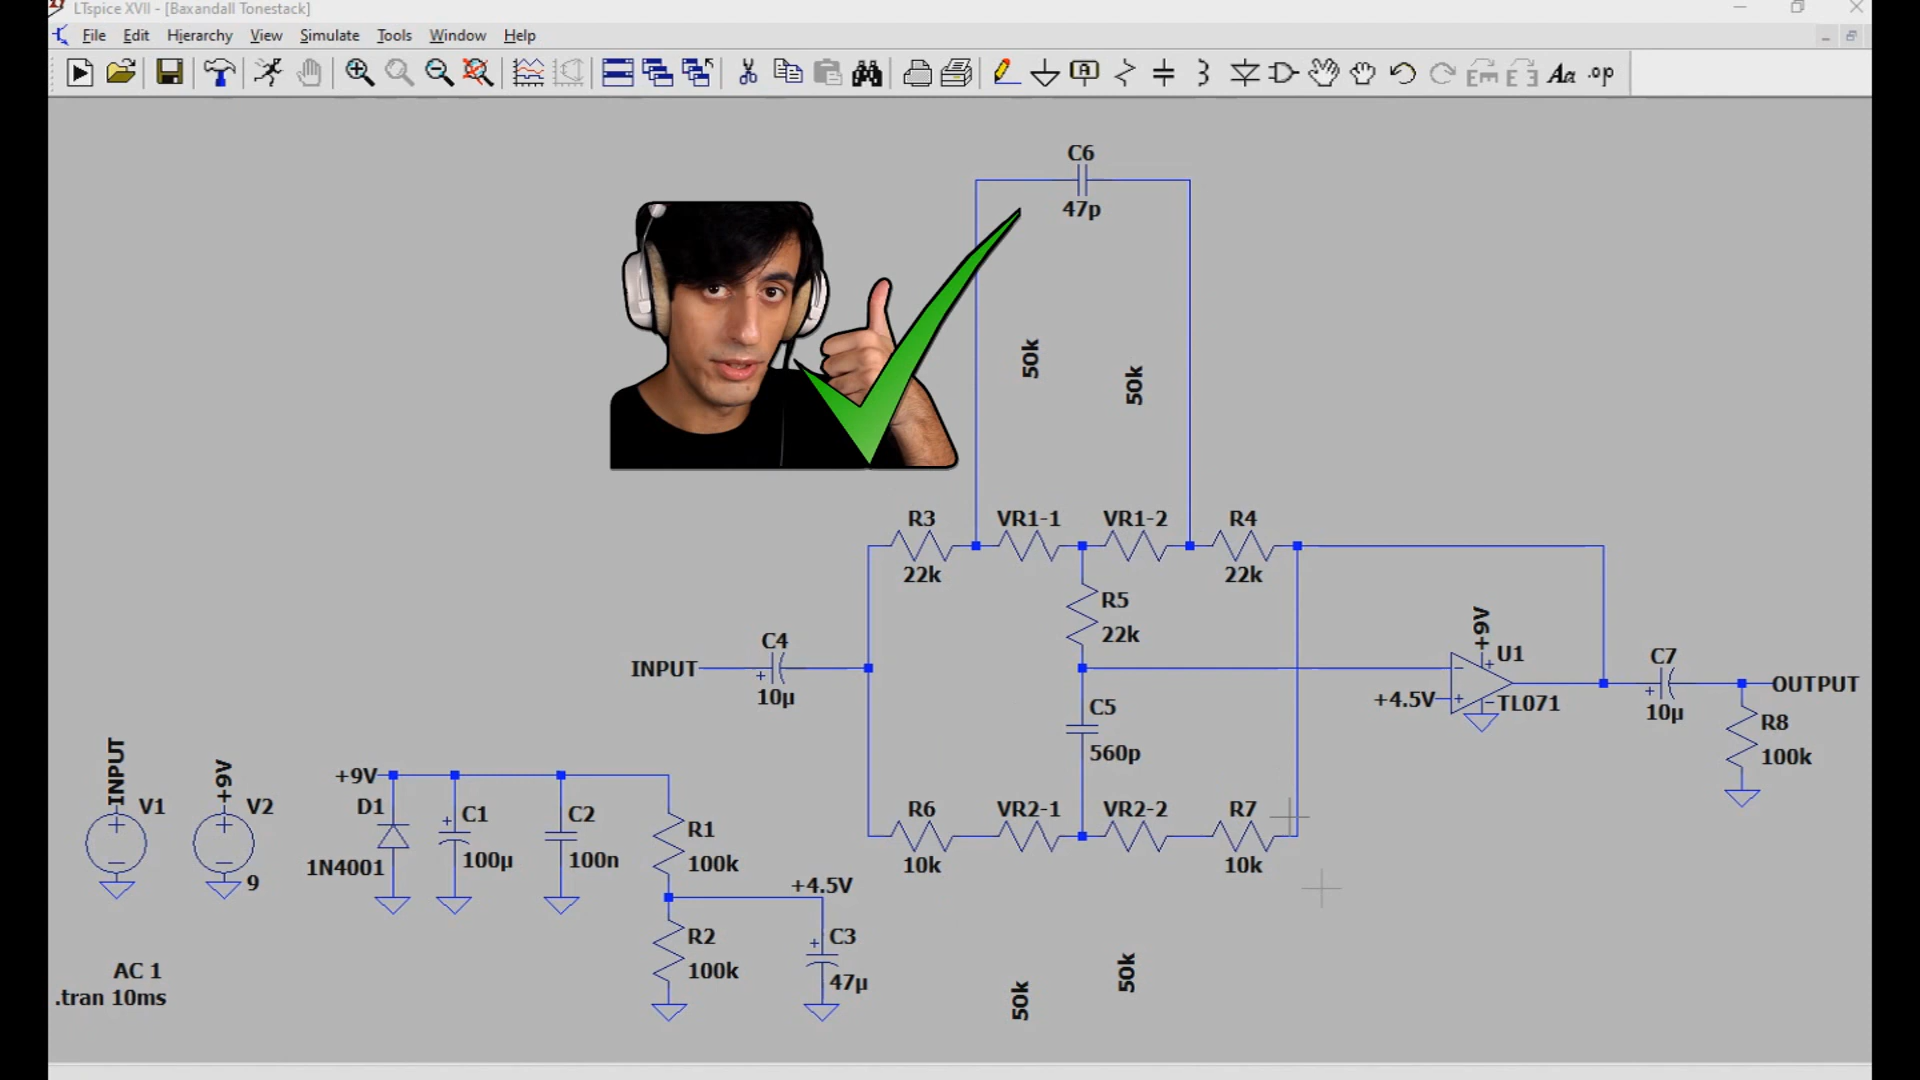 LTspice XVII - [Baxandall Tonestack]
File Edit Hierarchy View Simulate Tools Window Help
A Aa .op
C6
47p
50k
50k
R3 VR1-1 VR1-2 R4
22k 22k
R5
22k
C4
INPUT
+
10µ
+9V
U1
+4.5V
TL071
C7
+
10µ
OUTPUT
R8
100k
C5
560p
R6 VR2-1 VR2-2 R7
10k 10k
INPUT
V1
+9V
V2
9
+9V
D1
1N4001
+
C1
100µ
C2
100n
R1
100k
+4.5V
R2
100k
+
C3
47µ
50k
50k
AC 1
.tran 10ms